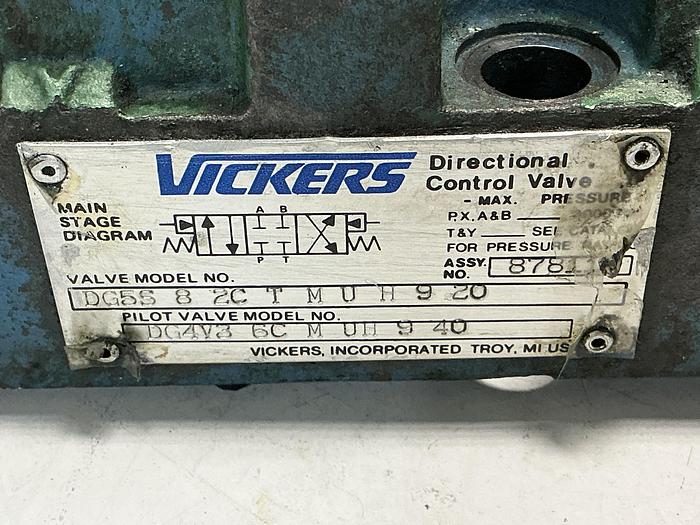 VICKERS
Directional
Control Valve
- MAX. PRESSURE
P.X, A&B
T&Y SEE CATA
FOR PRESSURE
ASSY. NO. 8781
MAIN
STAGE
DIAGRAM
A B
P T
VALVE MODEL NO.
DG5S 8 2C T M U H 9 20
PILOT VALVE MODEL NO.
DG4V3 6C M UH 9 40
VICKERS, INCORPORATED TROY, MI US